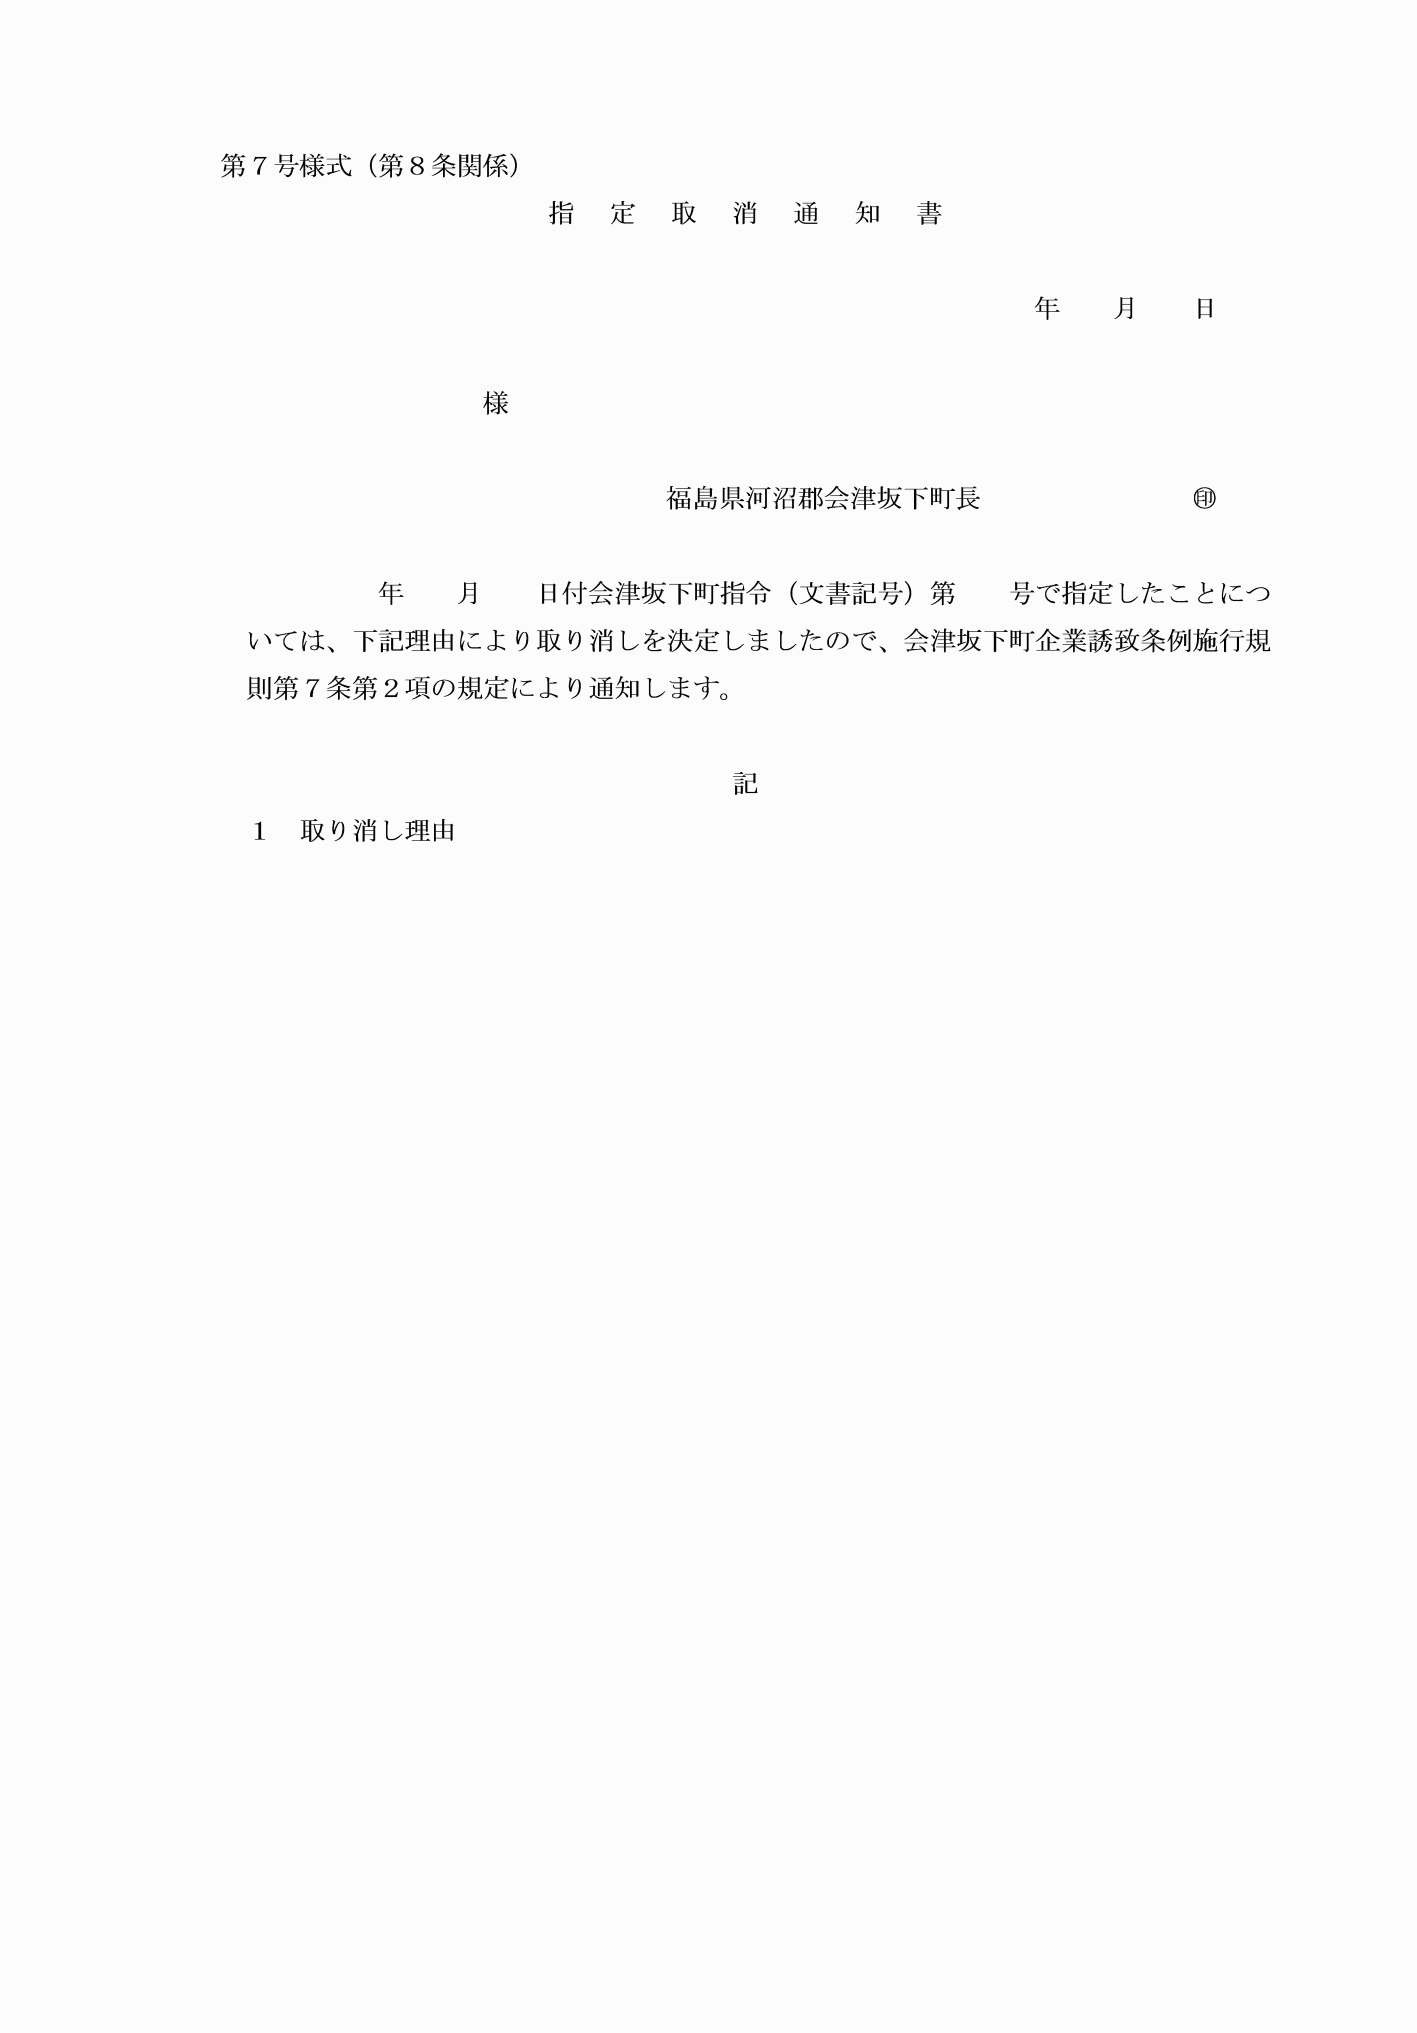 第７号様式（第８条関係）
指　定　取　消　通　知　書
年　　月　　日
様
福島県河沼郡会津坂下町長　　　　　　　　㊞
年　　月　　日付会津坂下町指令（文書記号）第　　号で指定したことにつ
いては、下記理由により取り消しを決定しましたので、会津坂下町企業誘致条例施行規
則第７条第２項の規定により通知します。
記
１　取り消し理由